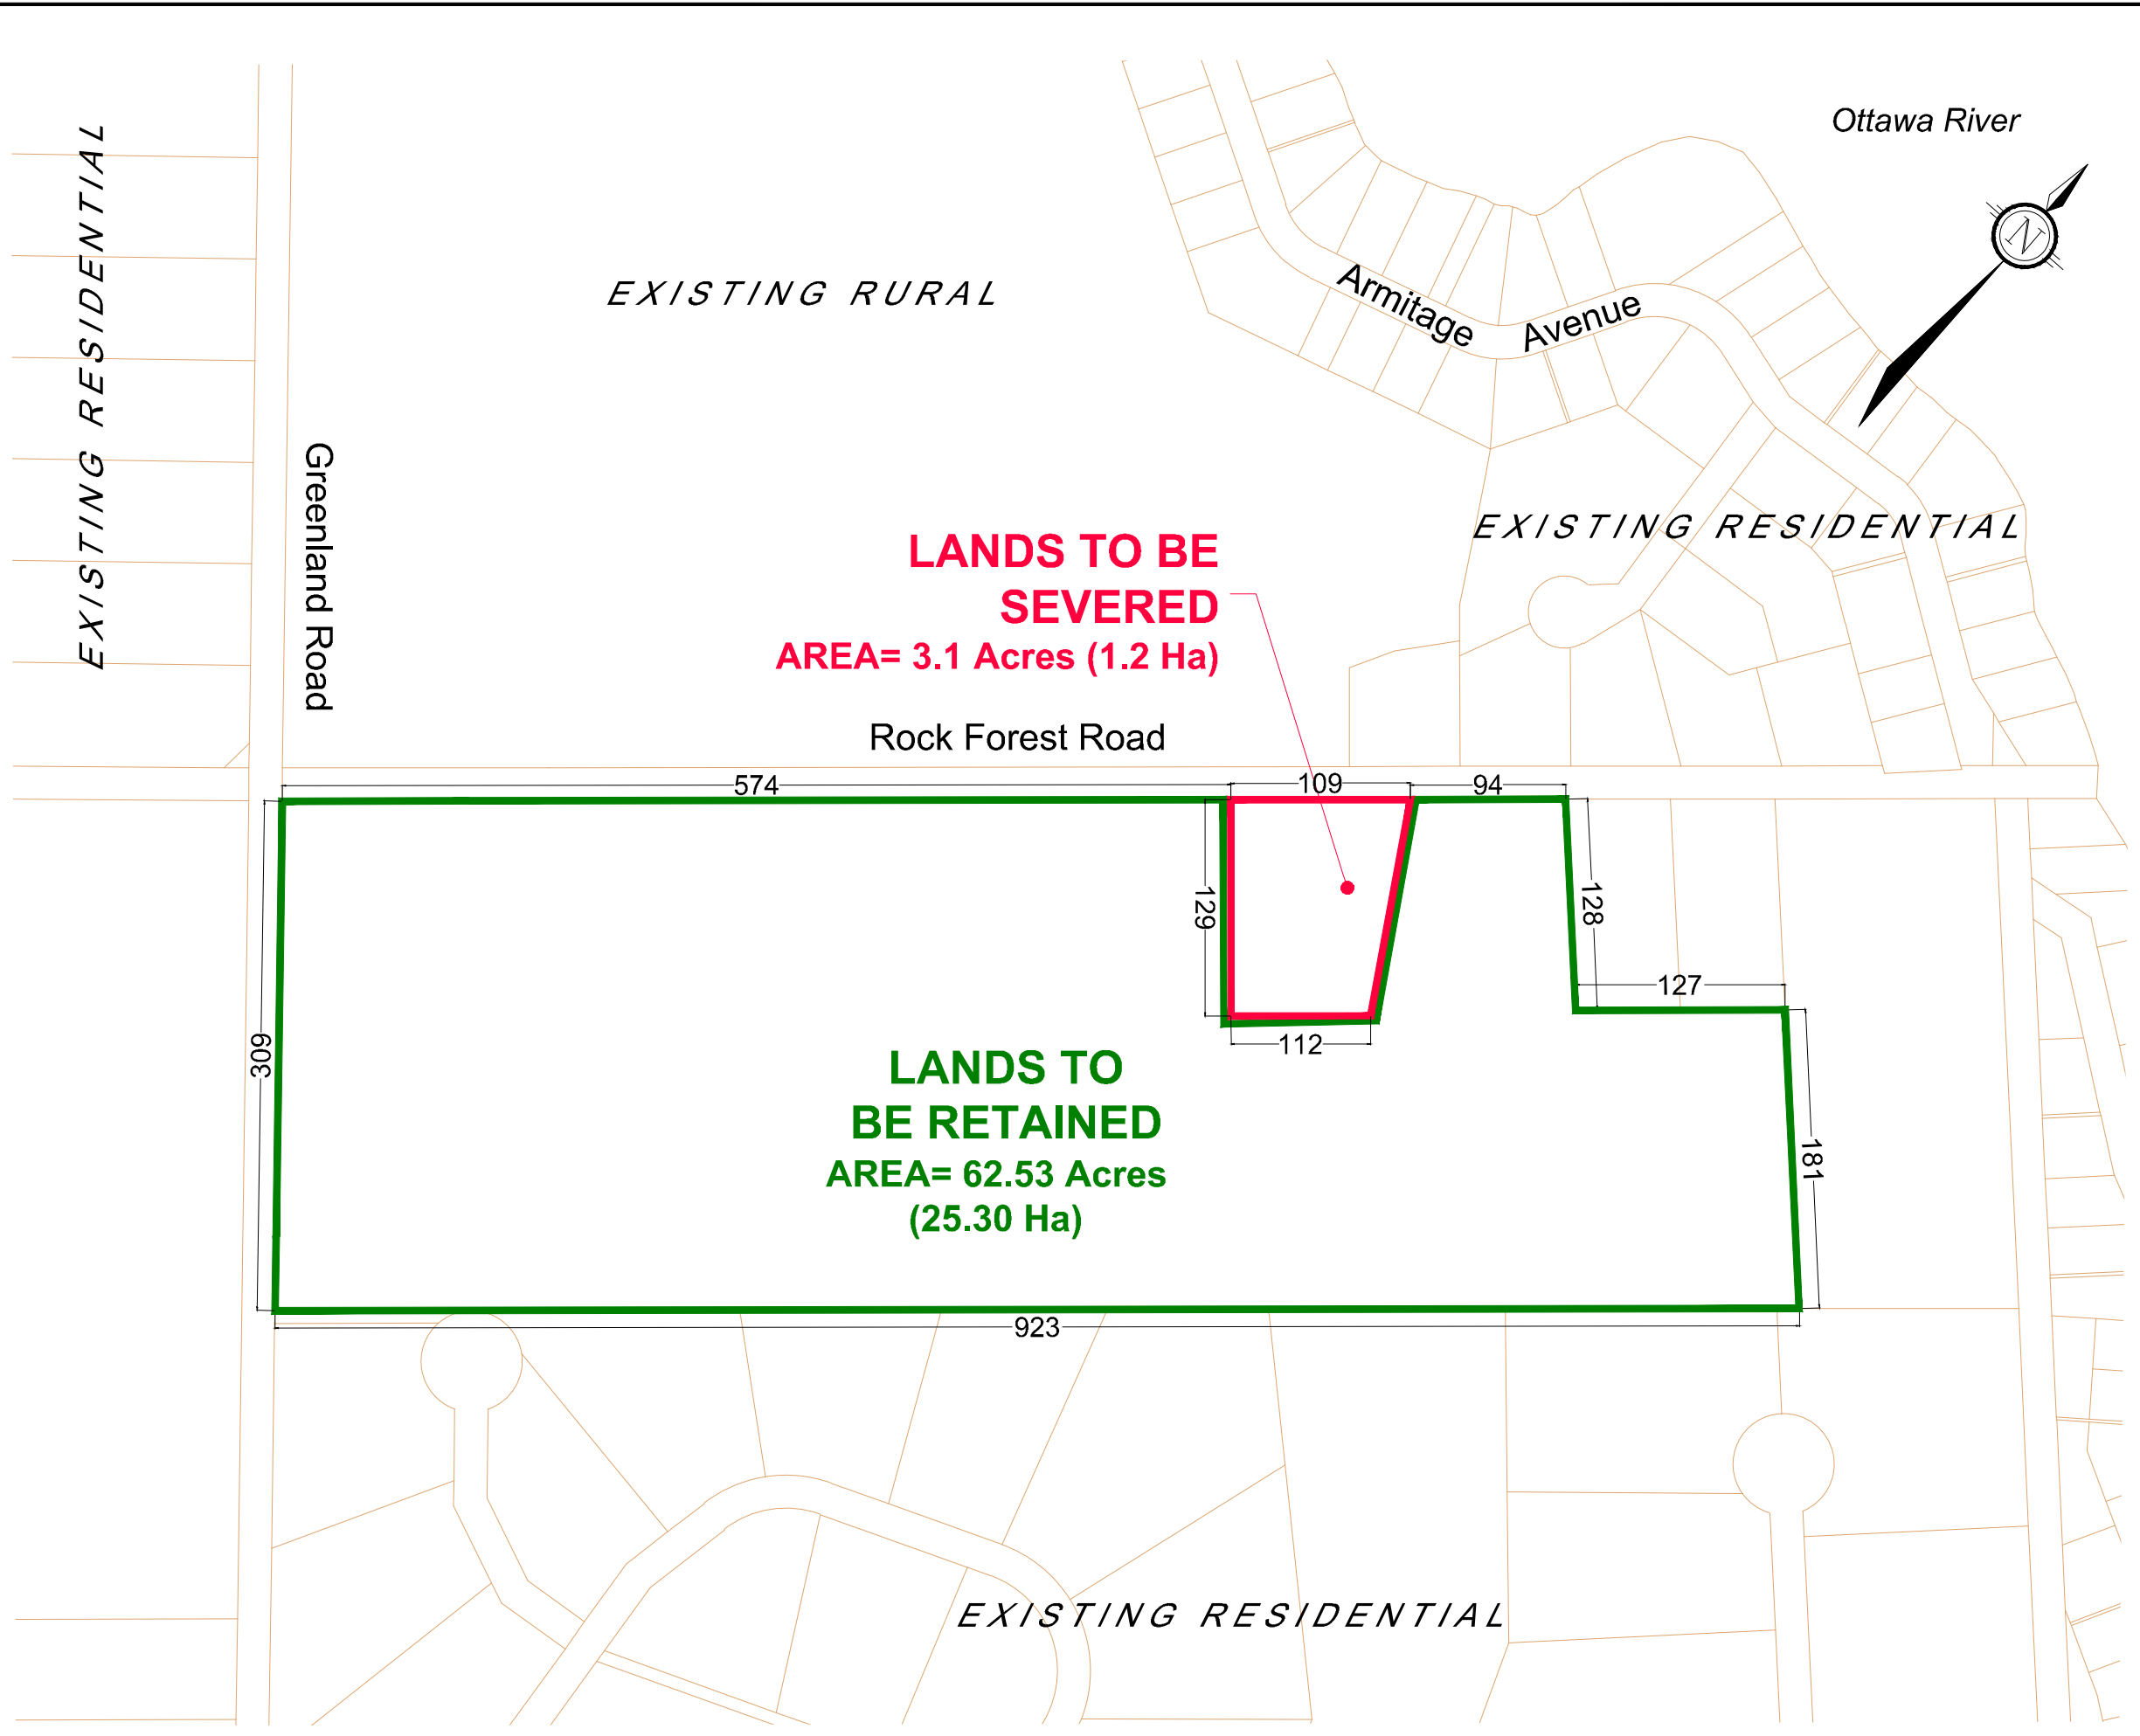 Ottawa River
N
EXISTING RESIDENTIAL
EXISTING RURAL
Armitage Avenue
Greenland Road
EXISTING RESIDENTIAL
LANDS TO BE
SEVERED
AREA= 3.1 Acres (1.2 Ha)
Rock Forest Road
574
109
94
129
128
127
112
309
181
LANDS TO
BE RETAINED
AREA= 62.53 Acres
(25.30 Ha)
923
EXISTING RESIDENTIAL